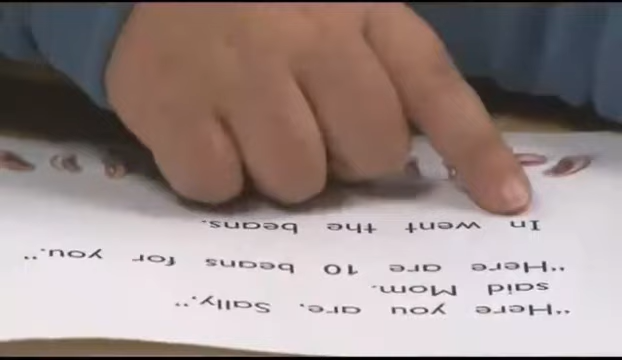 "Here you are, Sally,"
said Mom.
"Here are 10 beans for you."
In went the beans.